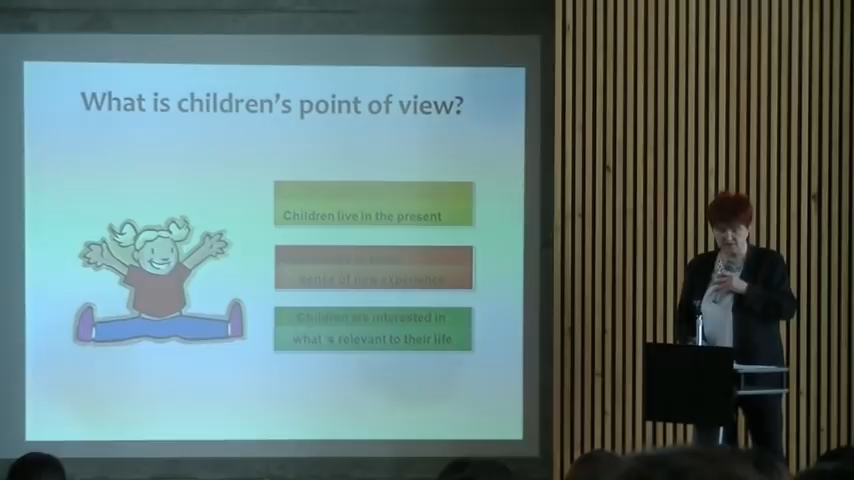 What is children's point of view?
Children live in the present
sense of new experience
Children are interested in
what is relevant to their life